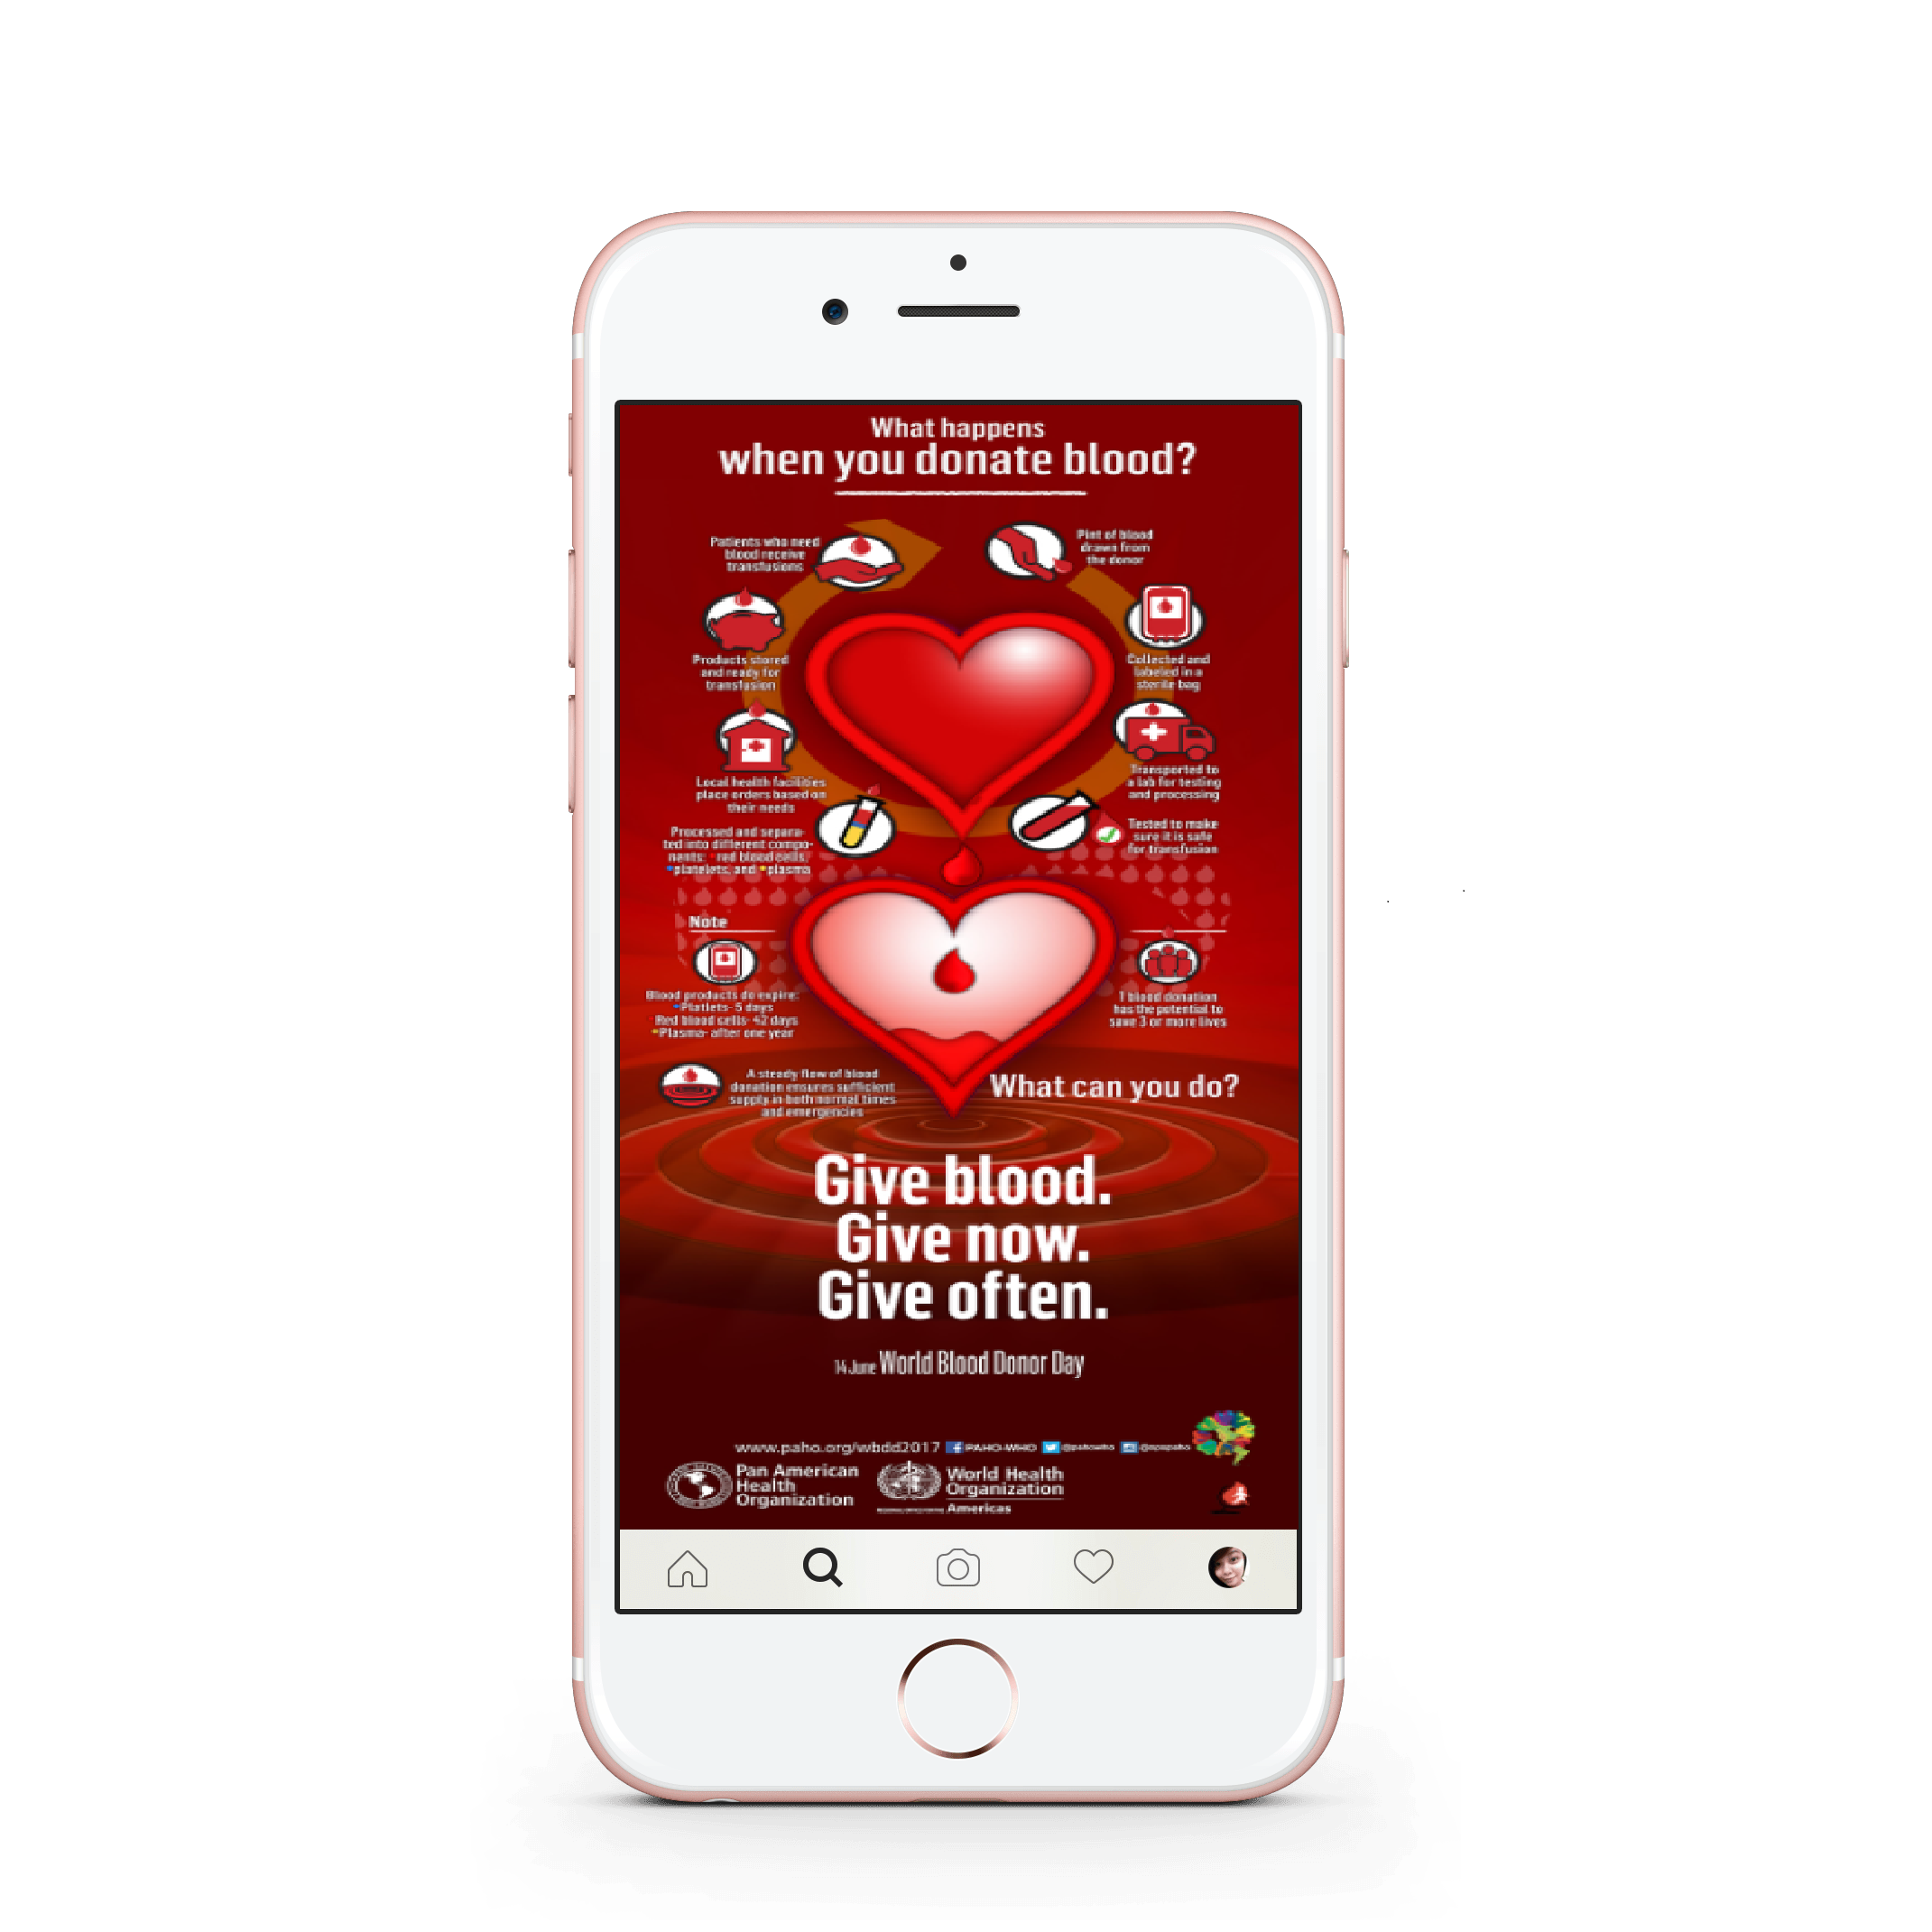 What happens
when you donate blood?
Patients who need
blood receive
transfusions
Pint of blood
drawn from
the donor
Products stored
and ready for
transfusion
Collected and
labeled in a
sterile bag
Local health facilities
place orders based on
their needs
Transported to
a lab for testing
and processing
Processed and separa-
ted into different compo-
nents: red blood cells,
platelets, and plasma
Tested to make
sure it is safe
for transfusion
Note
Blood products do expire:
Platlets- 5 days
Red blood cells- 42 days
Plasma- after one year
1 blood donation
has the potential to
save 3 or more lives
A steady flow of blood
donation ensures sufficient
supply in both normal times
and emergencies
What can you do?
Give blood.
Give now.
Give often.
14 June World Blood Donor Day
www.paho.org/wbdd2017 PAHO-WHO @pahowho
Pan American
Health
Organization
World Health
Organization
Americas